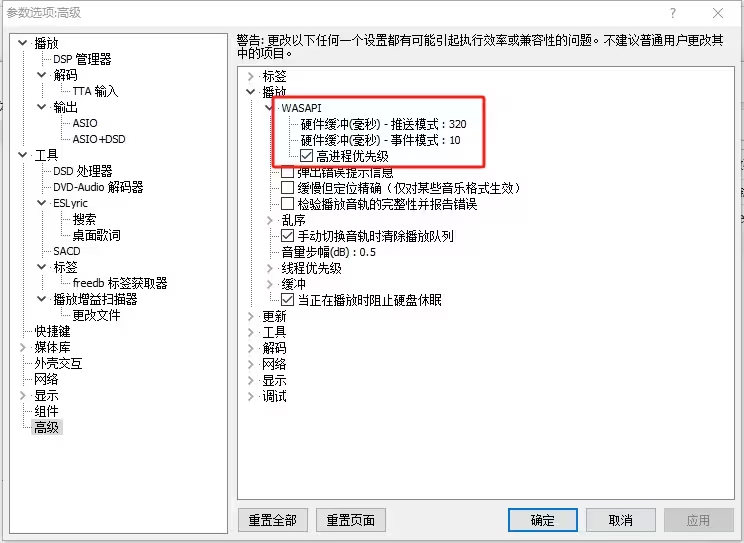 参数选项:高级
播放
DSP 管理器
解码
TTA 输入
输出
ASIO
ASIO+DSD
工具
DSD 处理器
DVD-Audio 解码器
ESLyric
搜索
桌面歌词
SACD
标签
freedb 标签获取器
播放增益扫描器
更改文件
快捷键
媒体库
外壳交互
网络
显示
组件
高级
警告: 更改以下任何一个设置都有可能引起执行效率或兼容性的问题。不建议普通用户更改其
中的项目。
标签
播放
WASAPI
硬件缓冲(毫秒) - 推送模式 : 320
硬件缓冲(毫秒) - 事件模式 : 10
高进程优先级
弹出错误提示信息
缓慢但定位精确（仅对某些音乐格式生效）
检验播放音轨的完整性并报告错误
乱序
手动切换音轨时清除播放队列
音量步幅(dB) : 0.5
线程优先级
缓冲
当正在播放时阻止硬盘休眠
更新
工具
解码
网络
显示
调试
重置全部
重置页面
确定
取消
应用